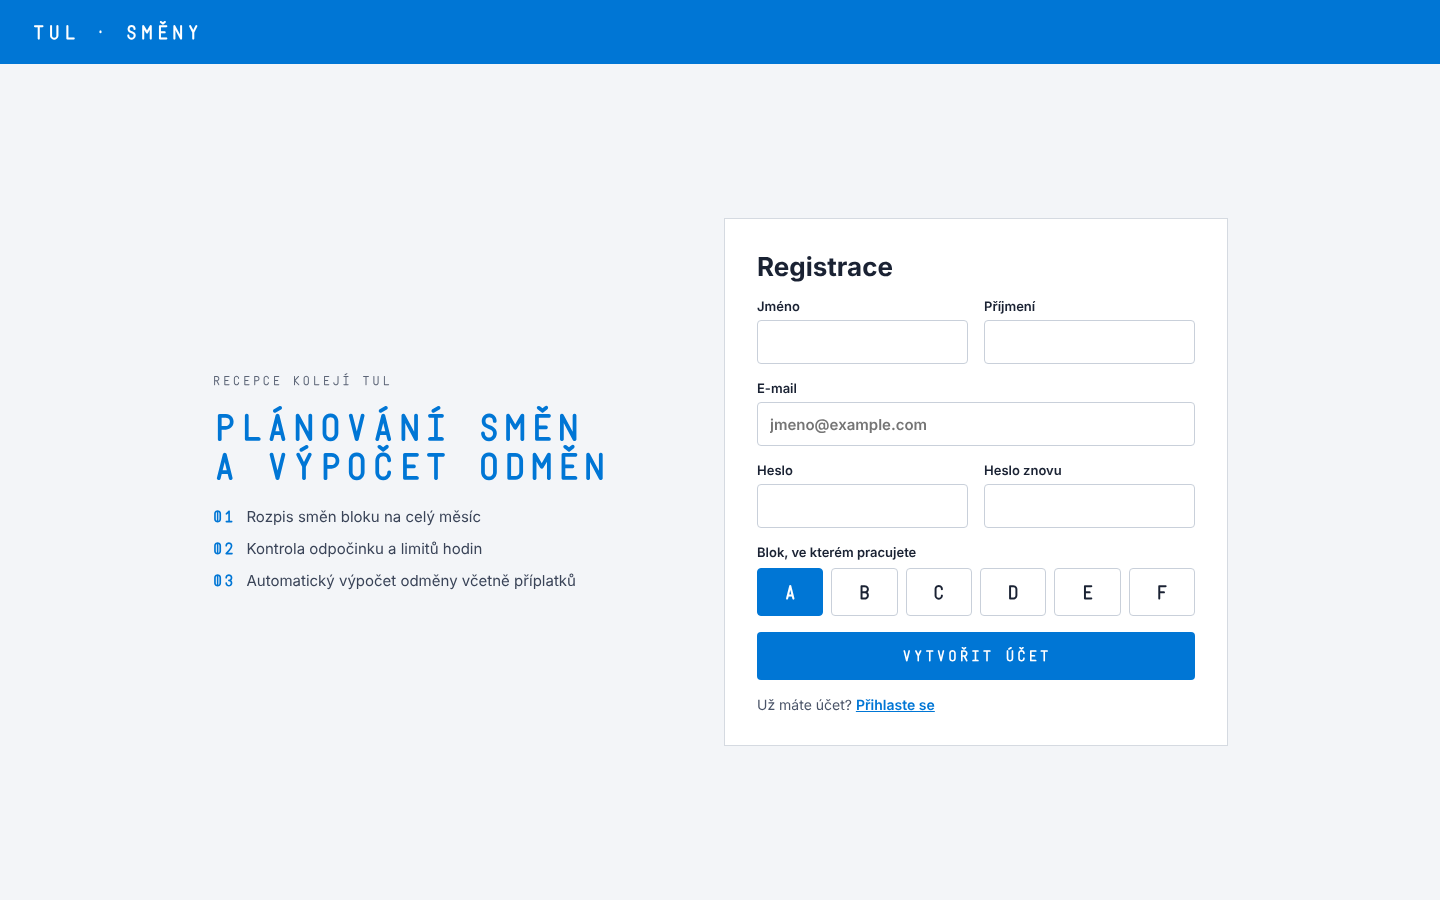 TUL · SMĚNY
RECEPCE KOLEJÍ TUL
PLÁNOVÁNÍ SMĚN
A VÝPOČET ODMĚN
01 Rozpis směn bloku na celý měsíc
02 Kontrola odpočinku a limitů hodin
03 Automatický výpočet odměny včetně příplatků
Registrace
Jméno Příjmení
E-mail
jmeno@example.com
Heslo Heslo znovu
Blok, ve kterém pracujete
A B C D E F
VYTVOŘIT ÚČET
Už máte účet? Přihlaste se